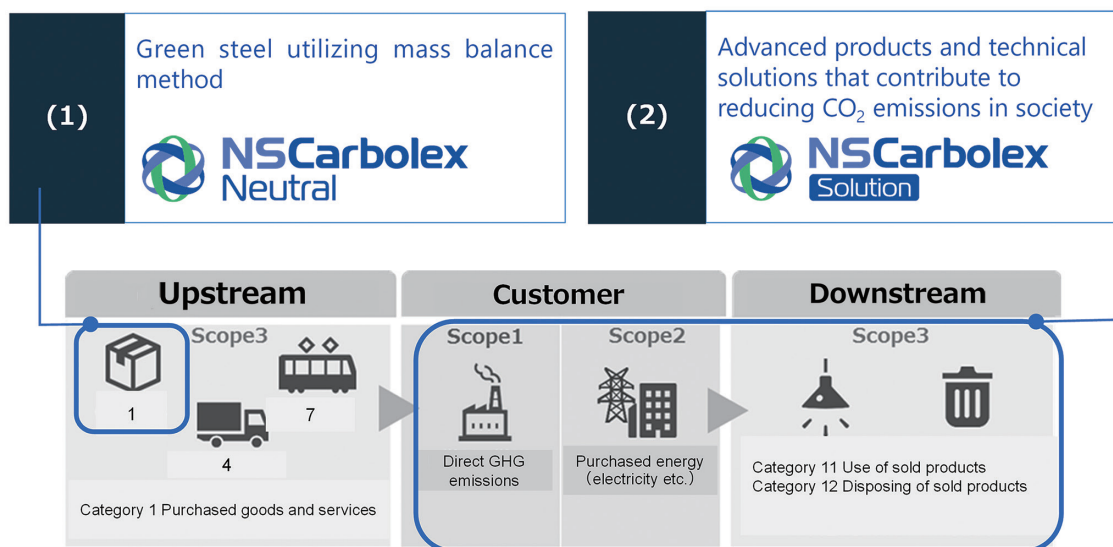 (1)
Green steel utilizing mass balance
method
NSCarbolex
Neutral
(2)
Advanced products and technical
solutions that contribute to
reducing CO₂ emissions in society
NSCarbolex
Solution
Upstream
Customer
Downstream
Scope3
1
4
7
Category 1 Purchased goods and services
Scope1
Direct GHG
emissions
Scope2
Purchased energy
(electricity etc.)
Scope3
Category 11 Use of sold products
Category 12 Disposing of sold products